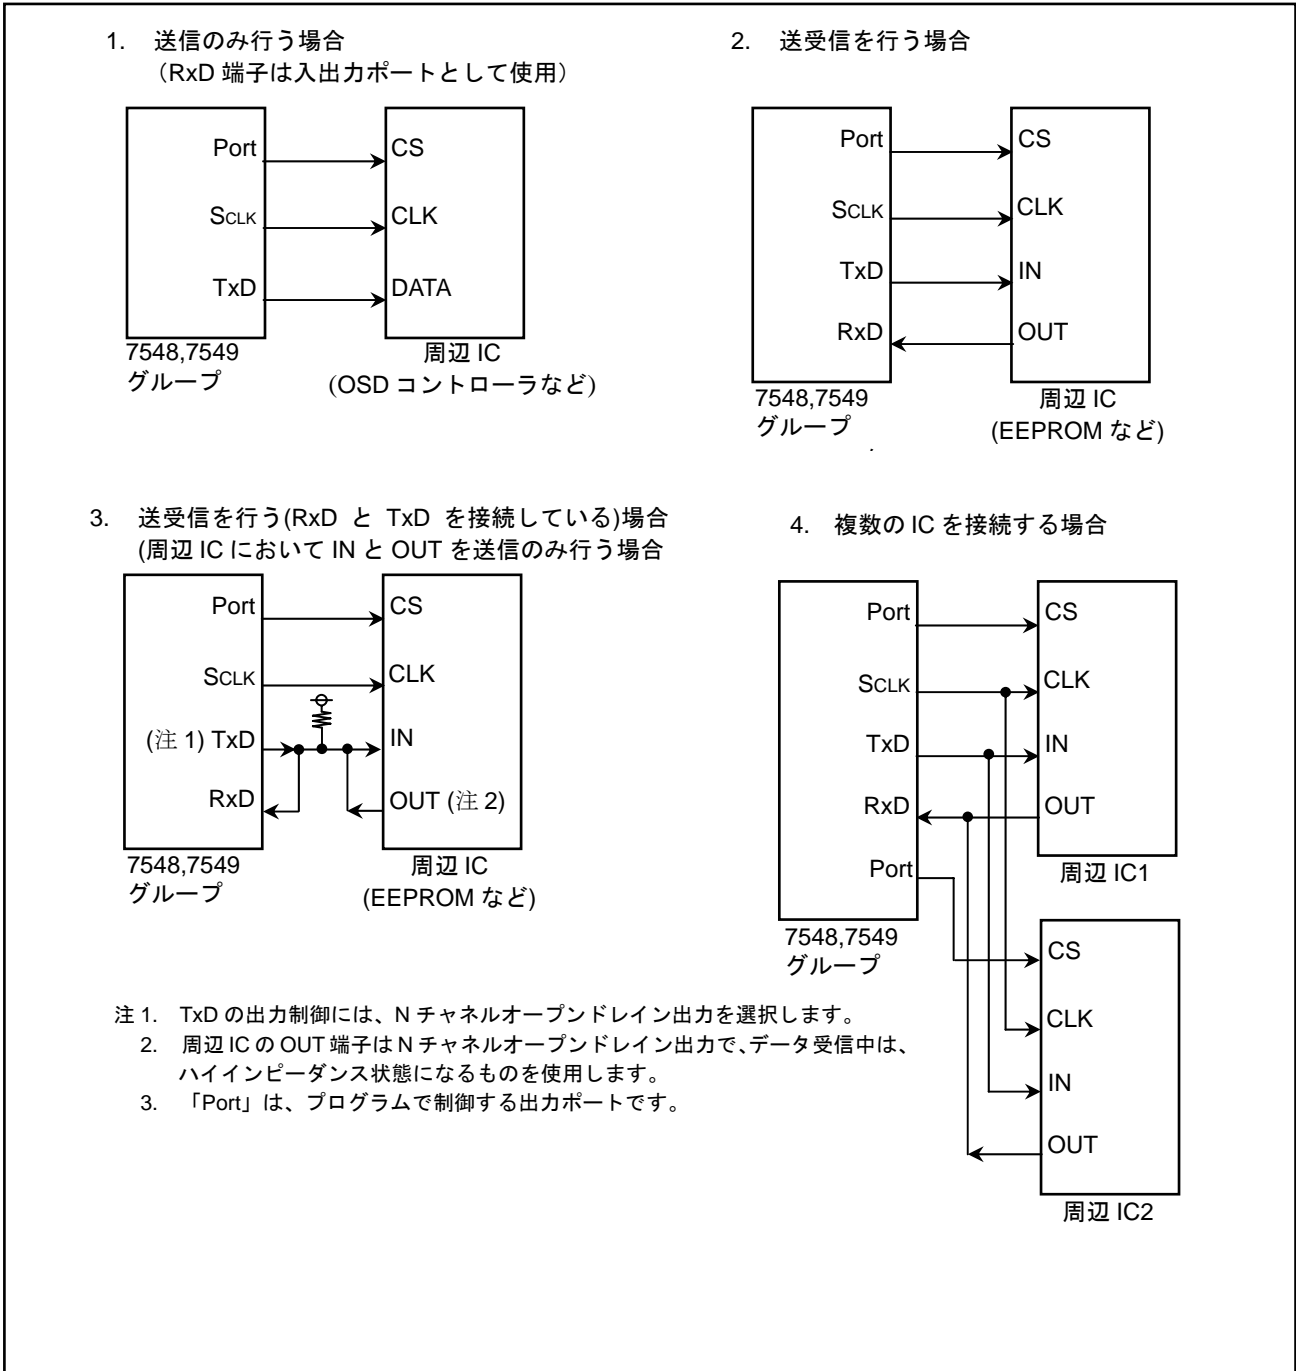 1. 送信のみ行う場合
（RxD 端子は入出力ポートとして使用）
Port
SCLK
TxD
CS
CLK
DATA
7548,7549
グループ
周辺 IC
(OSD コントローラなど)
2. 送受信を行う場合
Port
SCLK
TxD
RxD
CS
CLK
IN
OUT
7548,7549
グループ
周辺 IC
(EEPROM など)
3. 送受信を行う(RxD と TxD を接続している)場合
(周辺 IC において IN と OUT を送信のみ行う場合
Port
SCLK
(注 1) TxD
RxD
CS
CLK
IN
OUT (注 2)
7548,7549
グループ
周辺 IC
(EEPROM など)
4. 複数の IC を接続する場合
Port
SCLK
TxD
RxD
Port
CS
CLK
IN
OUT
周辺 IC1
7548,7549
グループ
CS
CLK
IN
OUT
周辺 IC2
注 1. TxD の出力制御には、N チャネルオープンドレイン出力を選択します。
2. 周辺 IC の OUT 端子は N チャネルオープンドレイン出力で、データ受信中は、
ハイインピーダンス状態になるものを使用します。
3. 「Port」は、プログラムで制御する出力ポートです。